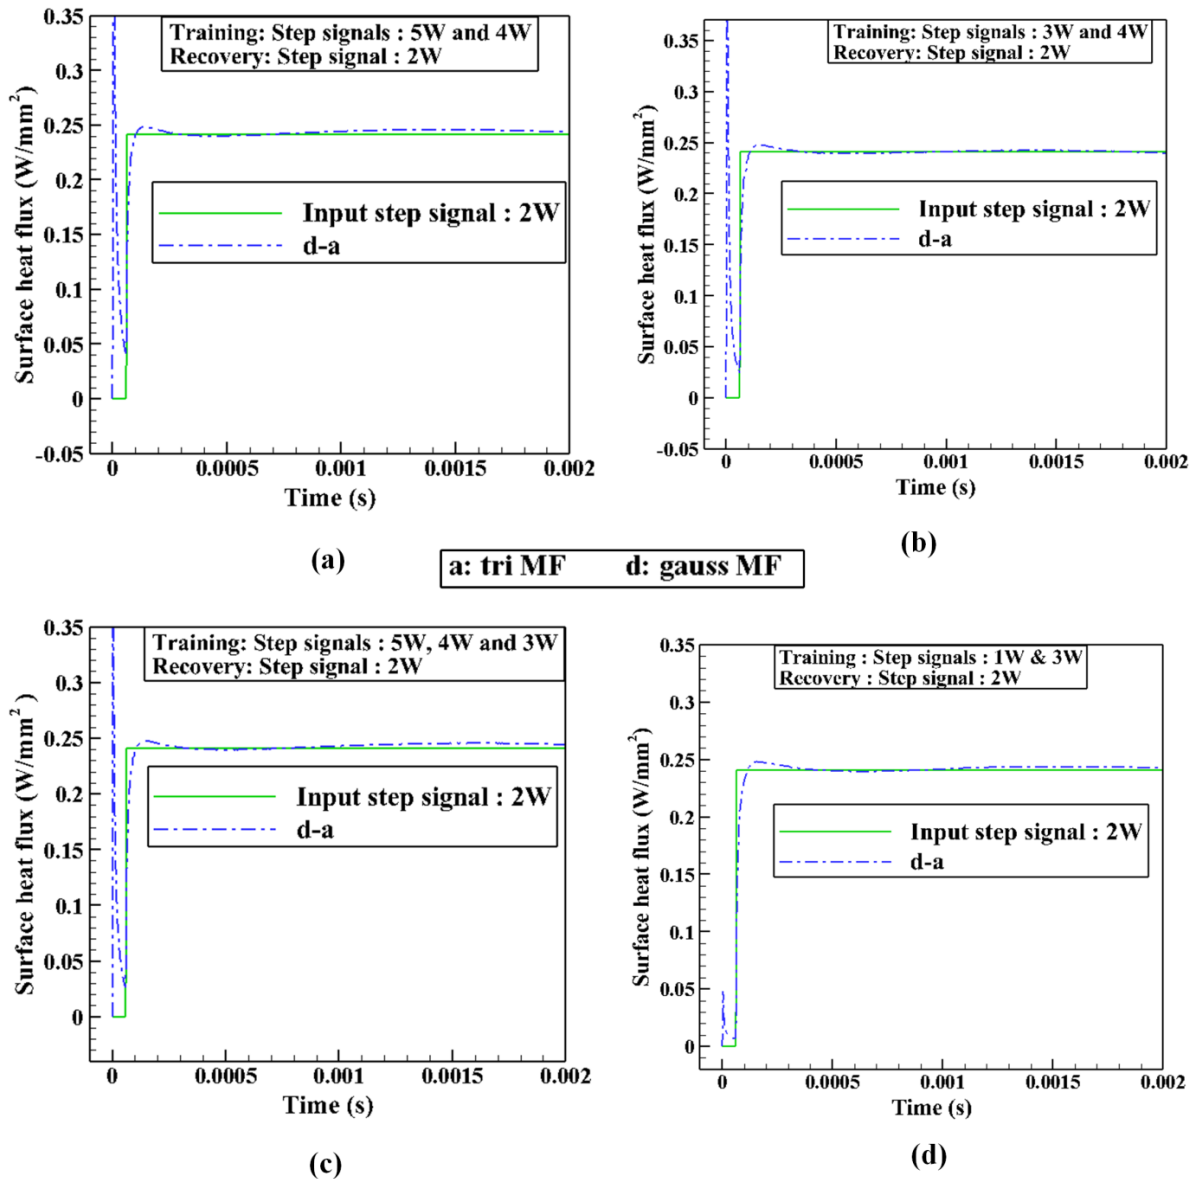 Training: Step signals : 5W and 4W
Recovery: Step signal : 2W
0.35
0.3
0.25
0.2
0.15
0.1
0.05
0
-0.05
Surface heat flux (W/mm²)
Input step signal : 2W
d-a
0
0.0005
0.001
0.0015
0.002
Time (s)
(a)
Training: Step signals : 3W and 4W
Recovery: Step signal : 2W
0.35
0.3
0.25
0.2
0.15
0.1
0.05
0
-0.05
Surface heat flux (W/mm²)
Input step signal : 2W
d-a
0
0.0005
0.001
0.0015
0.002
Time (s)
(b)
a: tri MF d: gauss MF
Training: Step signals : 5W, 4W and 3W
Recovery: Step signal : 2W
0.35
0.3
0.25
0.2
0.15
0.1
0.05
0
Surface heat flux (W/mm²)
Input step signal : 2W
d-a
0
0.0005
0.001
0.0015
0.002
Time (s)
(c)
Training : Step signals : 1W & 3W
Recovery : Step signal : 2W
0.35
0.3
0.25
0.2
0.15
0.1
0.05
0
Surface heat flux (W/mm²)
Input step signal : 2W
d-a
0
0.0005
0.001
0.0015
0.002
Time (s)
(d)